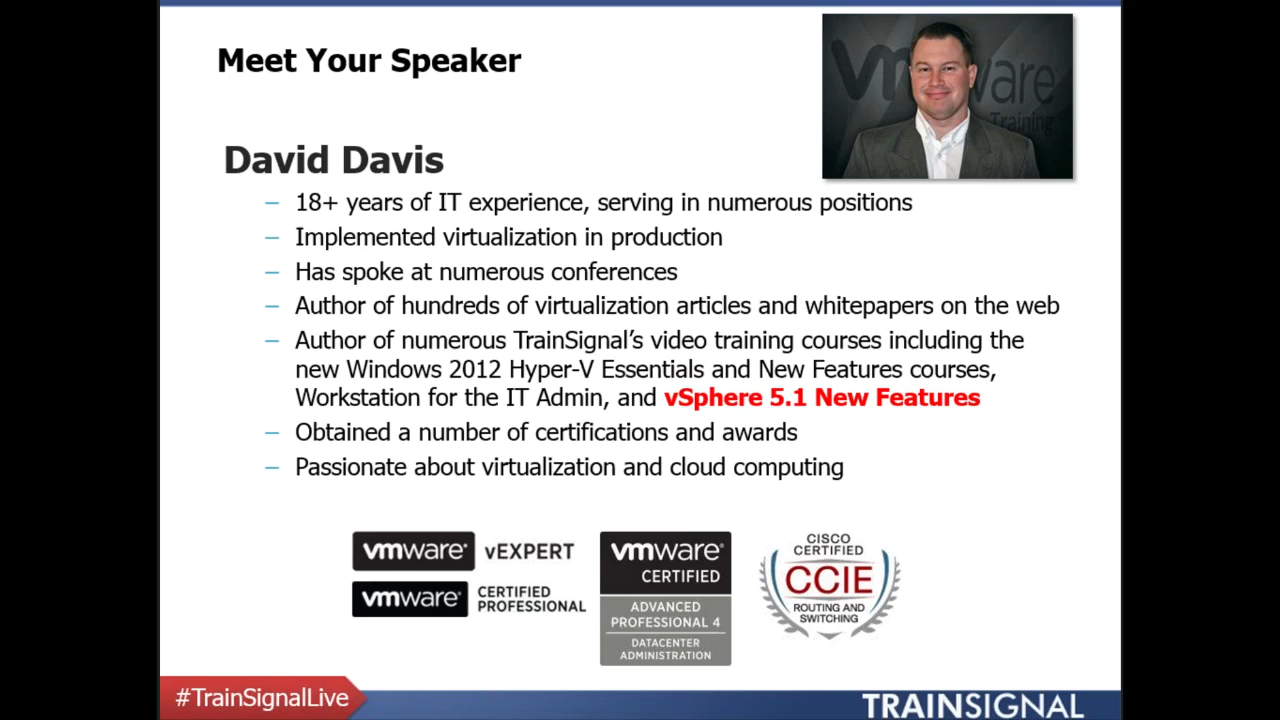 Meet Your Speaker
vmware
Training
David Davis
– 18+ years of IT experience, serving in numerous positions
– Implemented virtualization in production
– Has spoke at numerous conferences
– Author of hundreds of virtualization articles and whitepapers on the web
– Author of numerous TrainSignal’s video training courses including the
new Windows 2012 Hyper-V Essentials and New Features courses,
Workstation for the IT Admin, and vSphere 5.1 New Features
– Obtained a number of certifications and awards
– Passionate about virtualization and cloud computing
vmware® vEXPERT
vmware® CERTIFIED
PROFESSIONAL
vmware®
CERTIFIED
ADVANCED
PROFESSIONAL 4
DATACENTER
ADMINISTRATION
CISCO
CERTIFIED
CCIE
ROUTING AND
SWITCHING
#TrainSignalLive
TRAINSIGNAL